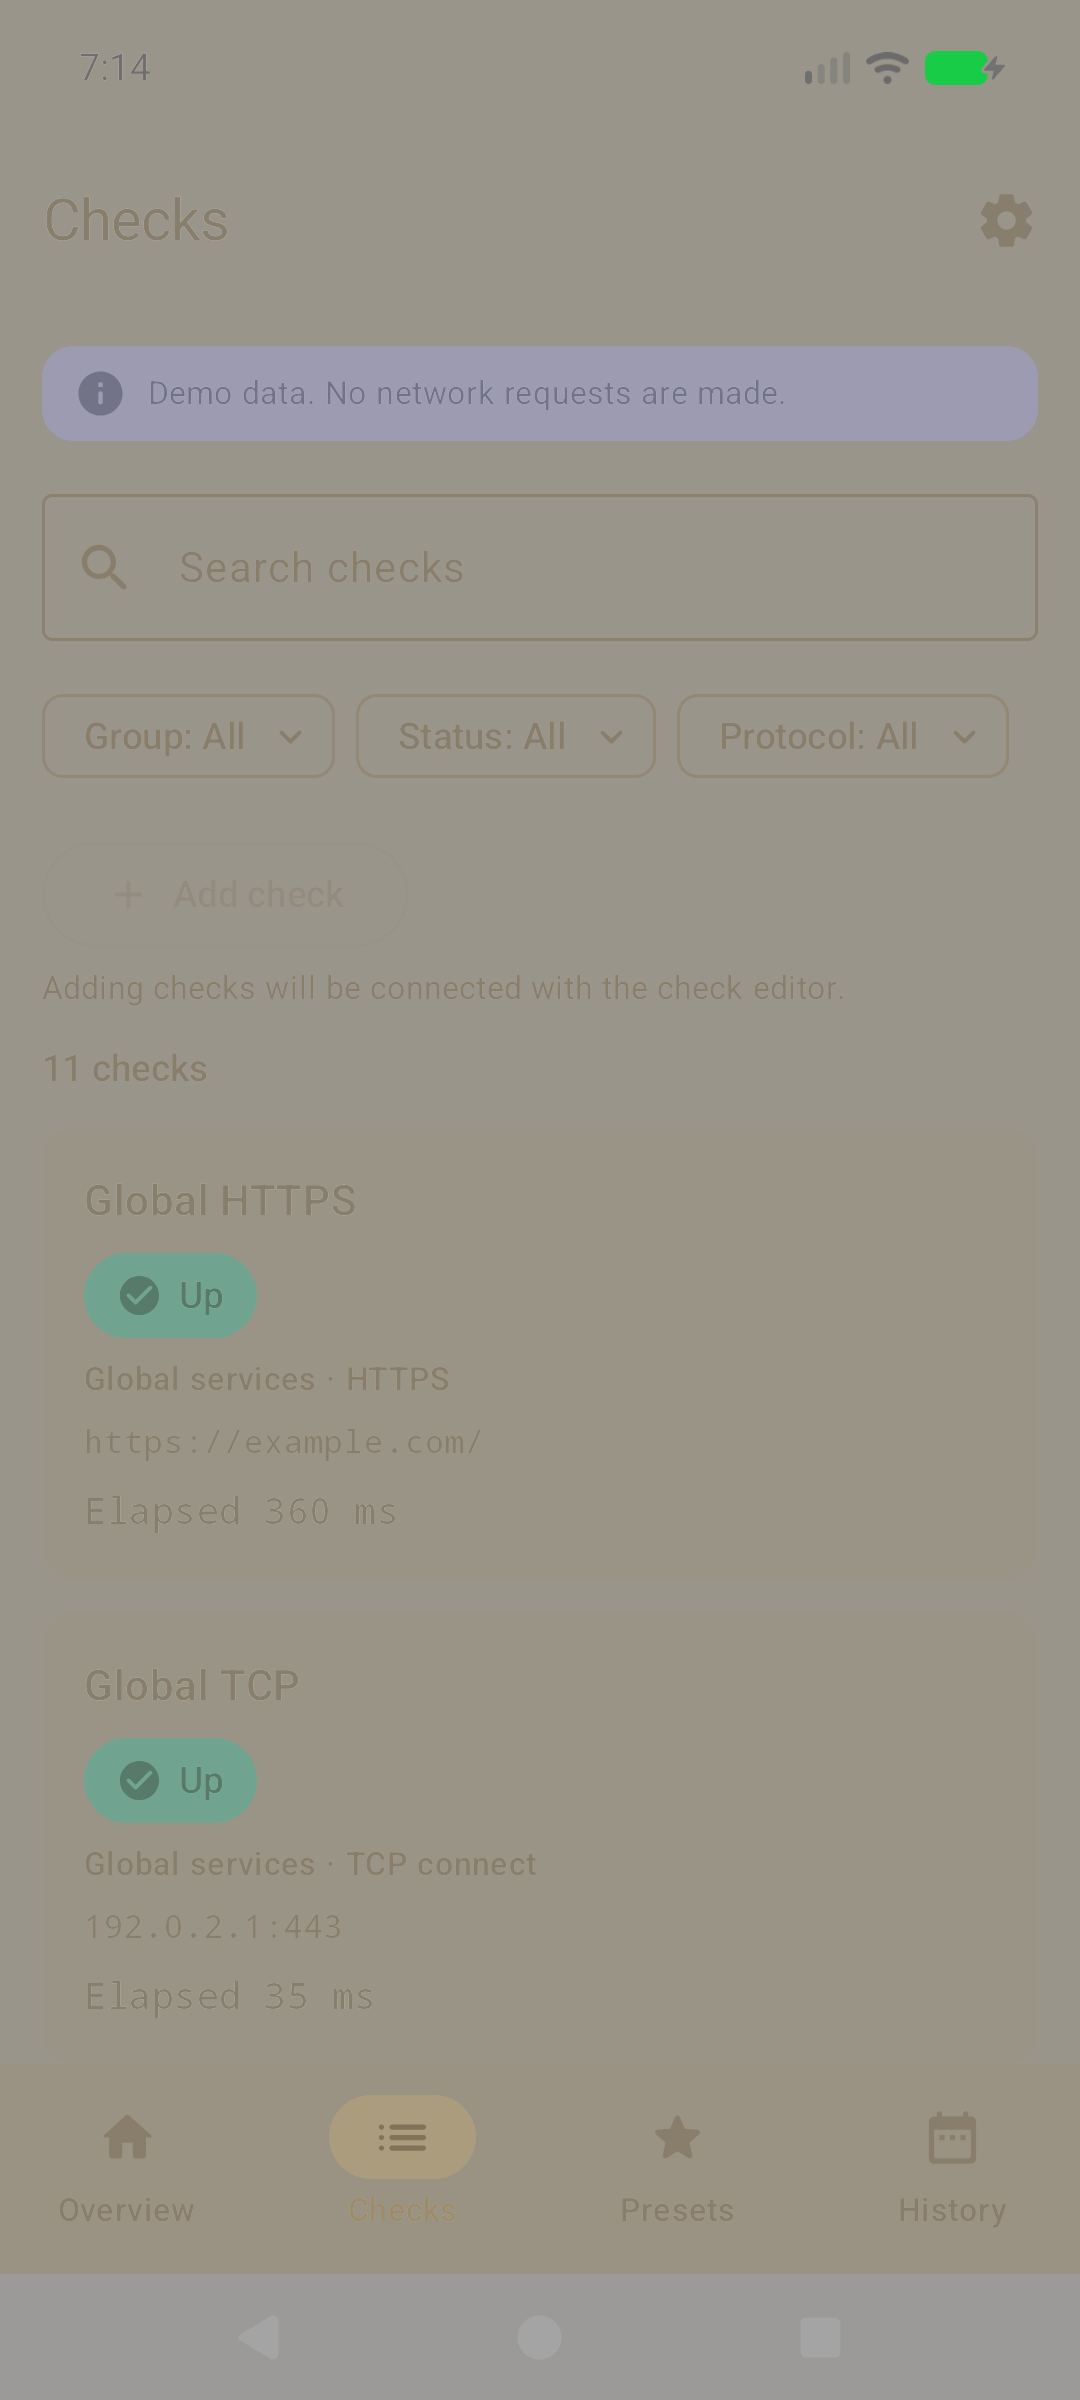 7:14
Checks
Demo data. No network requests are made.
Search checks
Group: All
Status: All
Protocol: All
Add check
Adding checks will be connected with the check editor.
11 checks
Global HTTPS
Up
Global services · HTTPS
https://example.com/
Elapsed 360 ms
Global TCP
Up
Global services · TCP connect
192.0.2.1:443
Elapsed 35 ms
Overview
Checks
Presets
History